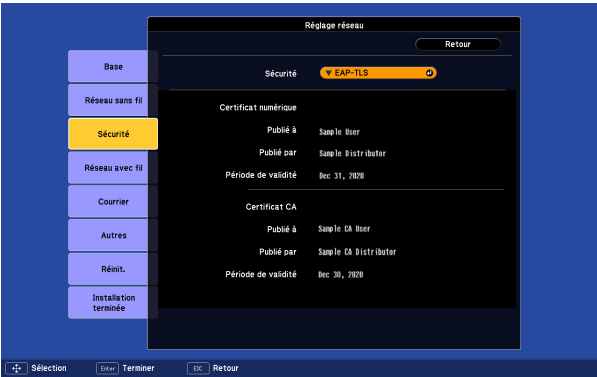 Réglage réseau
Retour
Base
Réseau sans fil
Sécurité
Réseau avec fil
Courrier
Autres
Réinit.
Installation
terminée
Sécurité
EAP-TLS
Certificat numérique
Publié à Sample User
Publié par Sample Distributor
Période de validité Dec 31, 2020
Certificat CA
Publié à Sample CA User
Publié par Sample CA Distributor
Période de validité Dec 30, 2020
Sélection Enter Terminer ESC Retour